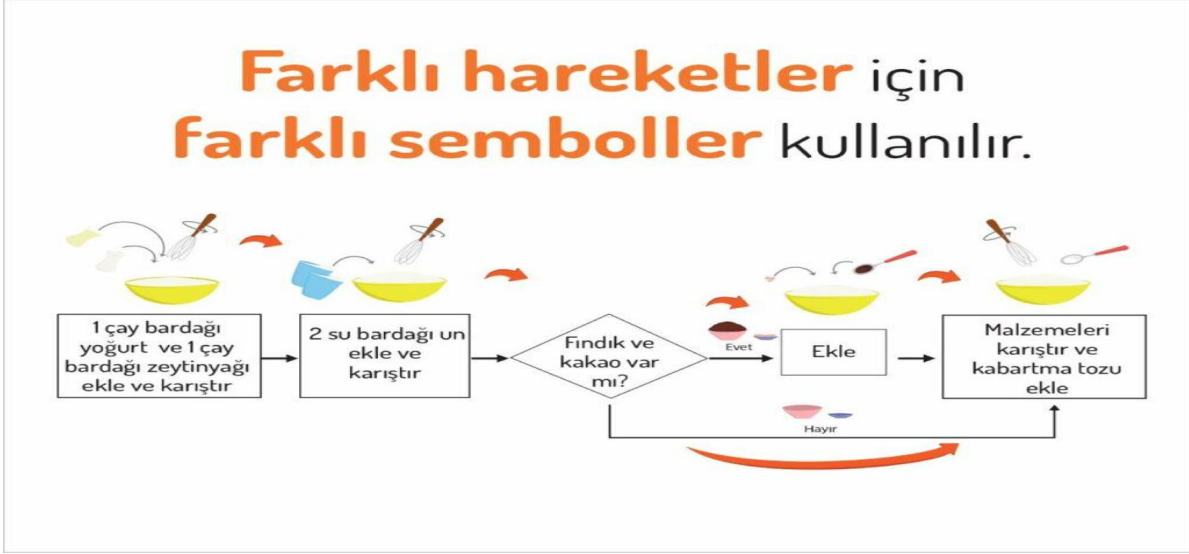 Farklı hareketler için
farklı semboller kullanılır.
1 çay bardağı
yoğurt ve 1 çay
bardağı zeytinyağı
ekle ve karıştır
2 su bardağı un
ekle ve
karıştır
Fındık ve
kakao var
mı?
Evet
Ekle
Malzemeleri
karıştır ve
kabartma tozu
ekle
Hayır